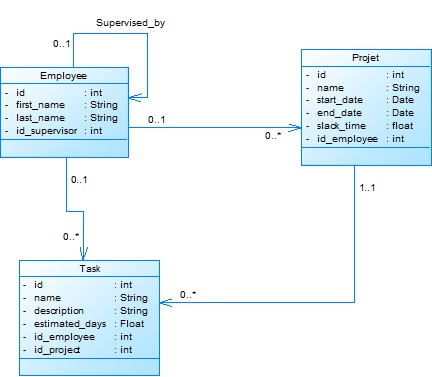 Supervised_by
0..1
Employee
- id : int
- first_name : String
- last_name : String
- id_supervisor : int
Projet
- id : int
- name : String
- start_date : Date
- end_date : Date
- slack_time : float
- id_employee : int
0..1
0..*
0..1
0..*
1..1
0..*
Task
- id : int
- name : String
- description : String
- estimated_days : Float
- id_employee : int
- id_project : int